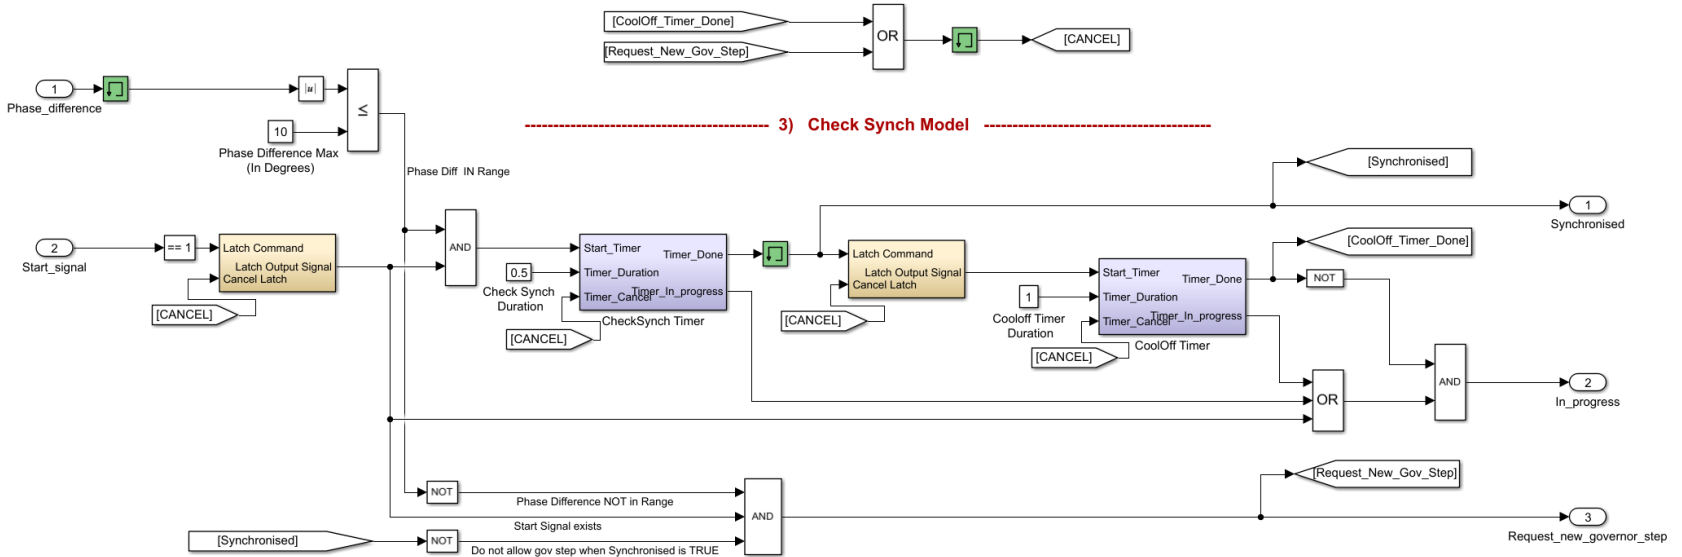 [CoolOff_Timer_Done]
[Request_New_Gov_Step]
OR
[CANCEL]
1
Phase_difference
|u|
≤
10
Phase Difference Max
(In Degrees)
3) Check Synch Model
Phase Diff IN Range
[Synchronised]
1
Synchronised
2
Start_signal
== 1
Latch Command
Latch Output Signal
Cancel Latch
[CANCEL]
AND
0.5
Check Synch
Duration
[CANCEL]
Start_Timer
Timer_Done
Timer_Duration
Timer_In_progress
Timer_Cancel
CheckSynch Timer
Latch Command
Latch Output Signal
Cancel Latch
[CANCEL]
1
Cooloff Timer
Duration
[CANCEL]
Start_Timer
Timer_Done
Timer_Duration
Timer_In_progress
Timer_Cancel
CoolOff Timer
[CoolOff_Timer_Done]
NOT
OR
AND
2
In_progress
NOT
Phase Difference NOT in Range
Start Signal exists
[Synchronised]
NOT
Do not allow gov step when Synchronised is TRUE
AND
[Request_New_Gov_Step]
3
Request_new_governor_step